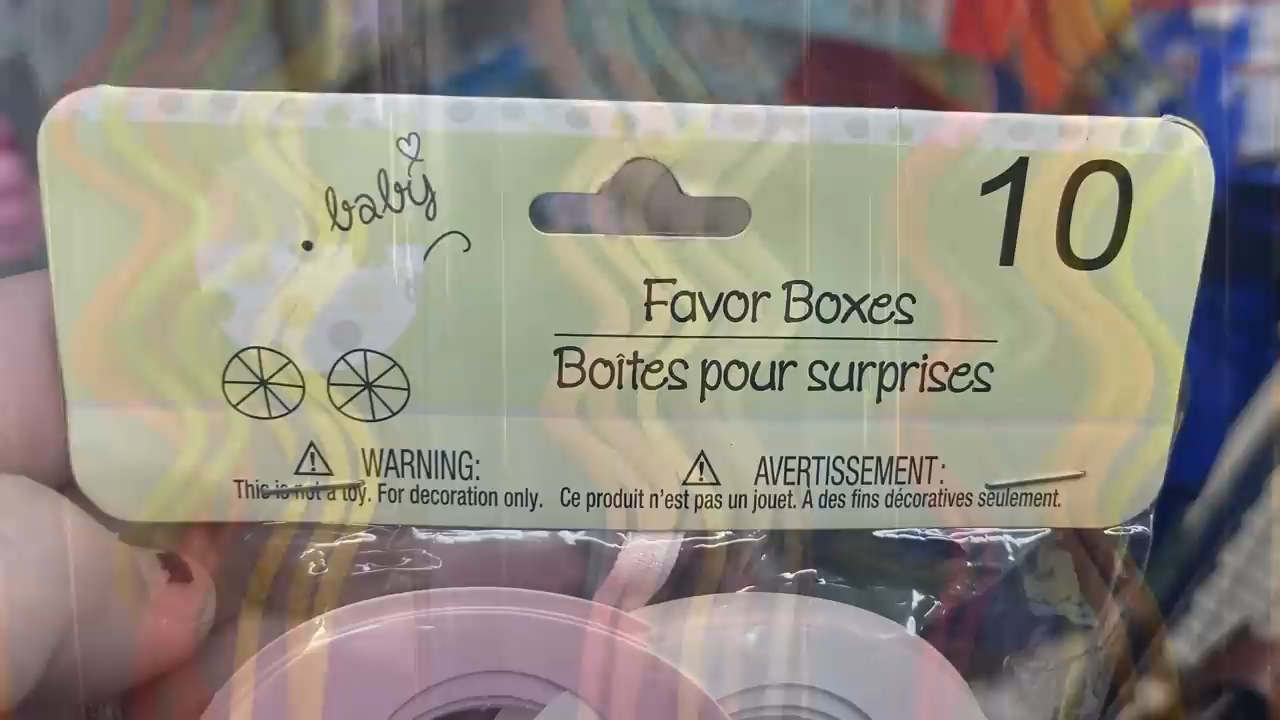 baby
10
Favor Boxes
Boîtes pour surprises
⚠ WARNING:
This is not a toy. For decoration only.
⚠ AVERTISSEMENT:
Ce produit n'est pas un jouet. À des fins décoratives seulement.